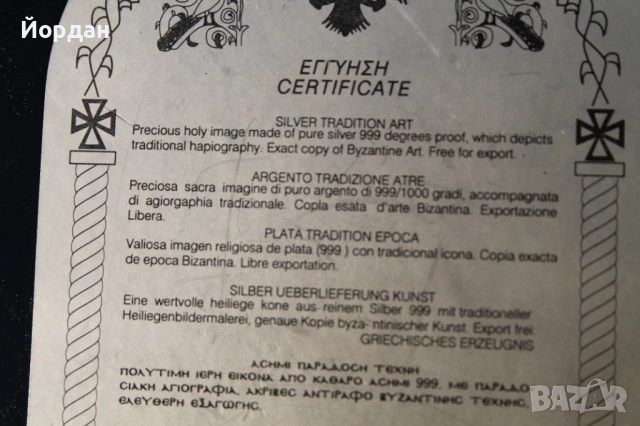 Йордан
ΕΓΓΥΗΣΗ
CERTIFICATE
SILVER TRADITION ART
Precious holy image made of pure silver 999 degrees proof, which depicts
traditional hapiography. Exact copy of Byzantine Art. Free for export.
ARGENTO TRADIZIONE ATRE
Preciosa sacra imagine di puro argento di 999/1000 gradi, accompagnata
di agiorgaphia tradizionale. Copla esata d'arte Bizantina. Exportazione
Libera.
PLATA TRADITION EPOCA
Valiosa imagen religiosa de plata (999 ) con tradicional icona. Copia exacta
de epoca Bizantina. Libre exportation.
SILBER UEBERLIEFERUNG KUNST
Eine wertvolle heiliege kone aus reinem Silber 999 mit traditioneller
Heiliegenbildermalerei, genaue Kopie byza- ntinischer Kunst. Export frei.
GRIECHISCHES ERZEUGNIS
ΑΣΗΜΙ ΠΑΡΑΔΟΣΗ ΤΕΧΝΗ
ΠΟΛΥΤΙΜΗ ΙΕΡΗ ΕΙΚΟΝΑ ΑΠΟ ΚΑΘΑΡΟ ΑΣΗΜΙ 999, ΜΕ ΠΑΡΑΔΟ
ΣΙΑΚΗ ΑΓΙΟΓΡΑΦΙΑ, ΑΚΡΙΒΕΣ ΑΝΤΙΓΡΑΦΟ ΒΥΖΑΝΤΙΝΗΣ ΤΕΧΝΗΣ,
ΕΛΕΥΘΕΡΗ ΕΞΑΓΩΓΗΣ.
BAZAR
bg